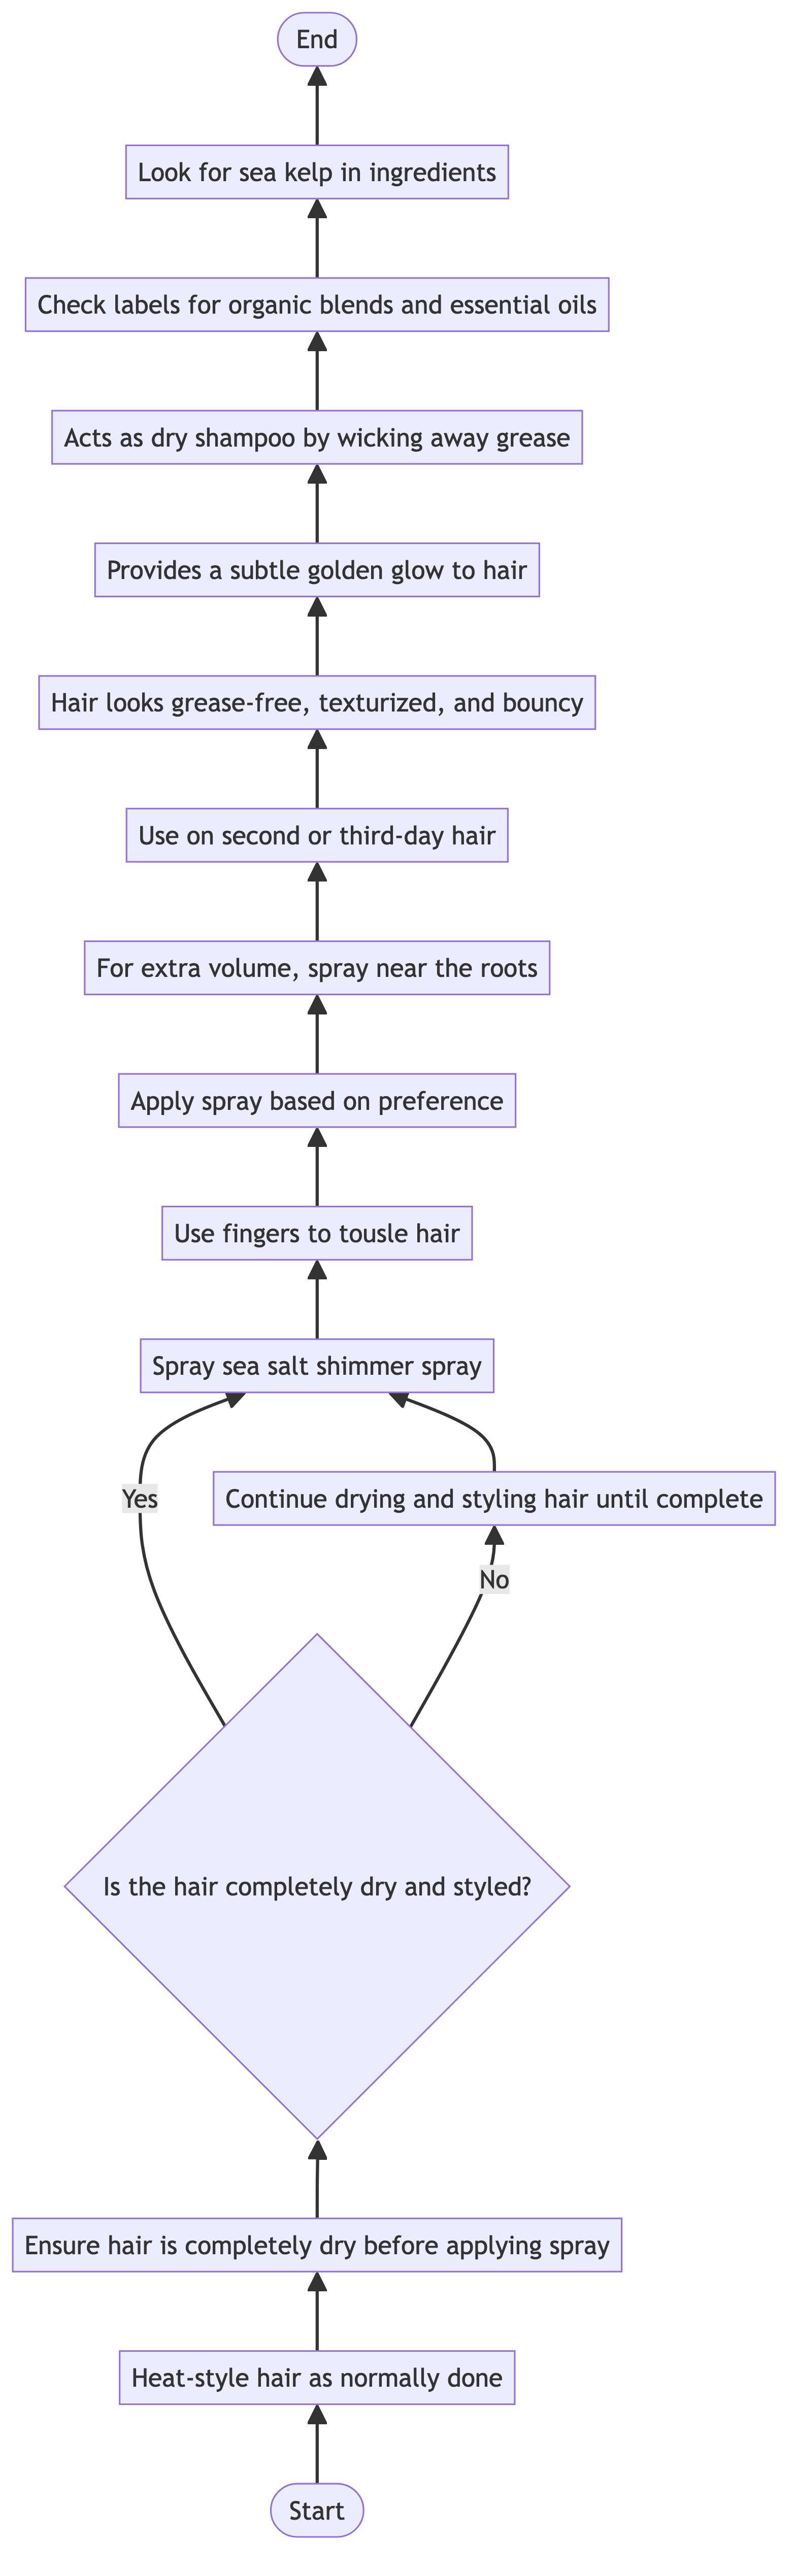 End
Look for sea kelp in ingredients
Check labels for organic blends and essential oils
Acts as dry shampoo by wicking away grease
Provides a subtle golden glow to hair
Hair looks grease-free, texturized, and bouncy
Use on second or third-day hair
For extra volume, spray near the roots
Apply spray based on preference
Use fingers to tousle hair
Spray sea salt shimmer spray
Yes
Continue drying and styling hair until complete
No
Is the hair completely dry and styled?
Ensure hair is completely dry before applying spray
Heat-style hair as normally done
Start